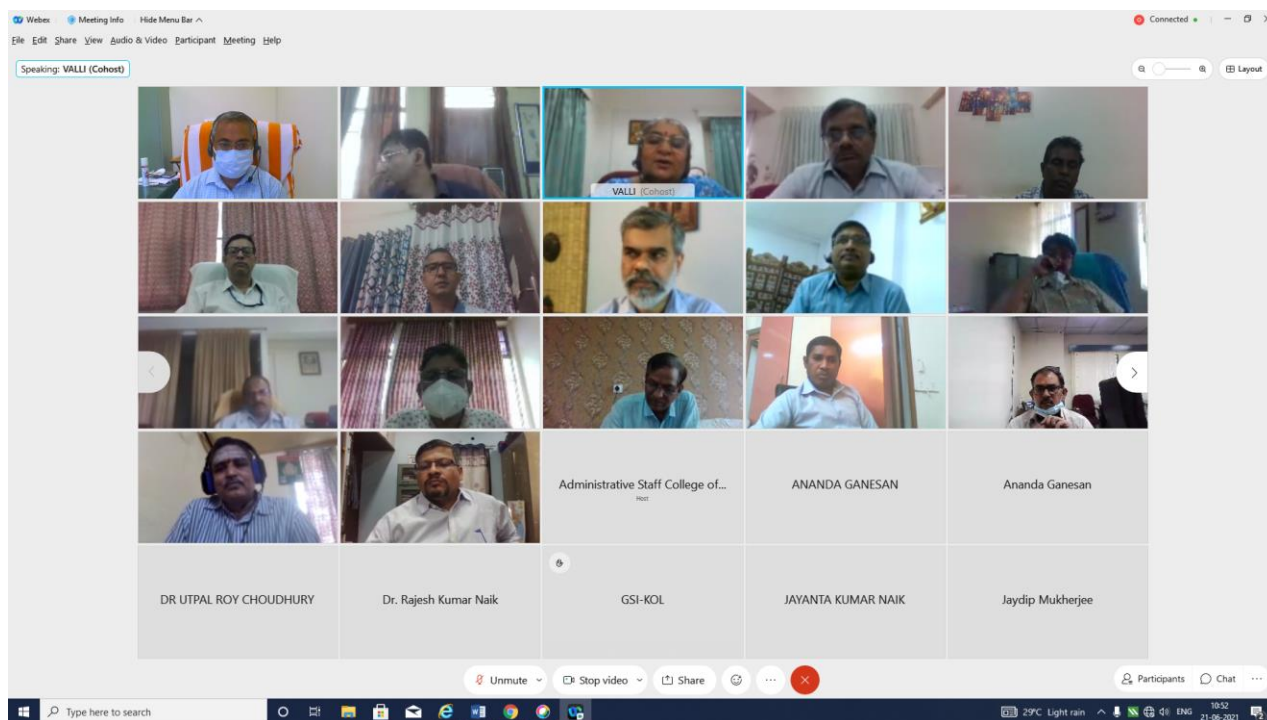 Webex
Meeting Info
Hide Menu Bar
Connected
File Edit Share View Audio & Video Participant Meeting Help
Speaking: VALLI (Cohost)
Layout
VALLI (Cohost)
Administrative Staff College of...
Host
ANANDA GANESAN
Ananda Ganesan
DR UTPAL ROY CHOUDHURY
Dr. Rajesh Kumar Naik
GSI-KOL
JAYANTA KUMAR NAIK
Jaydip Mukherjee
Unmute
Stop video
Share
Participants
Chat
Type here to search
29°C Light rain
ENG
10:52
21-06-2021